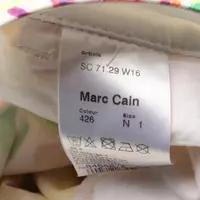 Article
SC 71.29 W16
Marc Cain
Colour Size
426 N 1